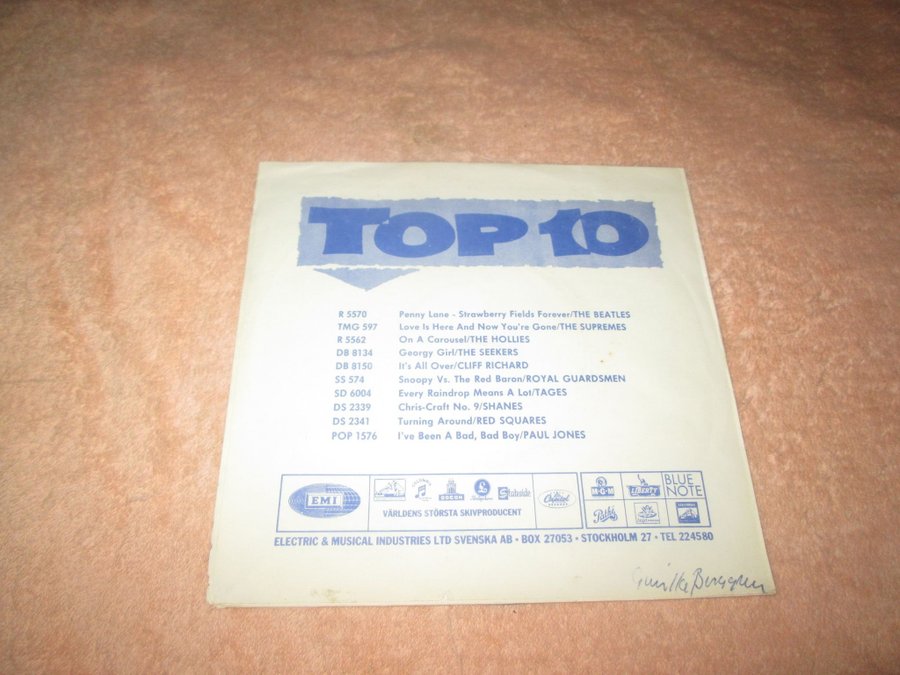 TOP 10
R 5570 Penny Lane - Strawberry Fields Forever/THE BEATLES
TMG 597 Love Is Here And Now You're Gone/THE SUPREMES
R 5562 On A Carousel/THE HOLLIES
DB 8134 Georgy Girl/THE SEEKERS
DB 8150 It's All Over/CLIFF RICHARD
SS 574 Snoopy Vs. The Red Baron/ROYAL GUARDSMEN
SD 6004 Every Raindrop Means A Lot/TAGES
DS 2339 Chris-Craft No. 9/SHANES
DS 2341 Turning Around/RED SQUARES
POP 1576 I've Been A Bad, Bad Boy/PAUL JONES
EMI
ODEON Stateside Capitol M-G-M LIBERTY BLUE NOTE
Pathé
VÄRLDENS STÖRSTA SKIVPRODUCENT
ELECTRIC & MUSICAL INDUSTRIES LTD SVENSKA AB • BOX 27053 • STOCKHOLM 27 • TEL 224580